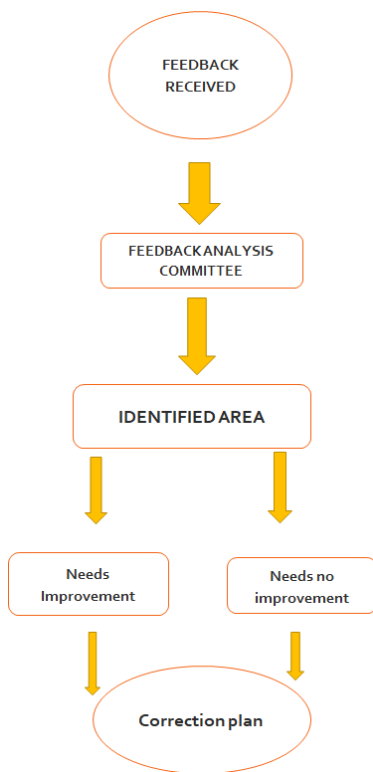 FEEDBACK
RECEIVED
FEEDBACK ANALYSIS
COMMITTEE
IDENTIFIED AREA
Needs
Improvement
Needs no
improvement
Correction plan